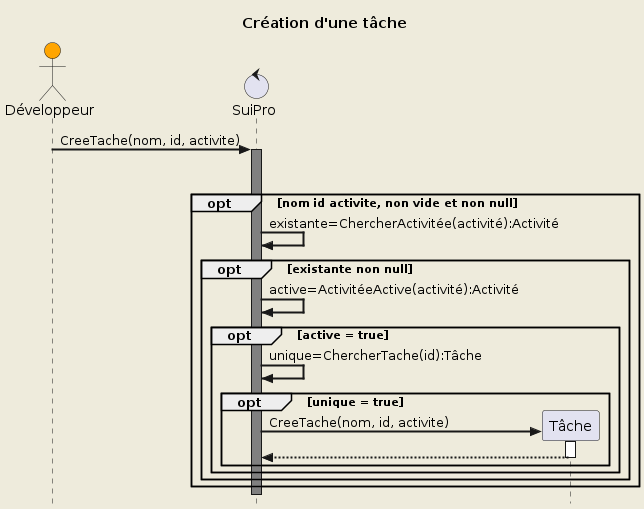 Création d'une tâche
Développeur
SuiPro
CreeTache(nom, id, activite)
opt [nom id activite, non vide et non null]
existante=ChercherActivitée(activité):Activité
opt [existante non null]
active=ActivitéeActive(activité):Activité
opt [active = true]
unique=ChercherTache(id):Tâche
opt [unique = true]
CreeTache(nom, id, activite)
Tâche